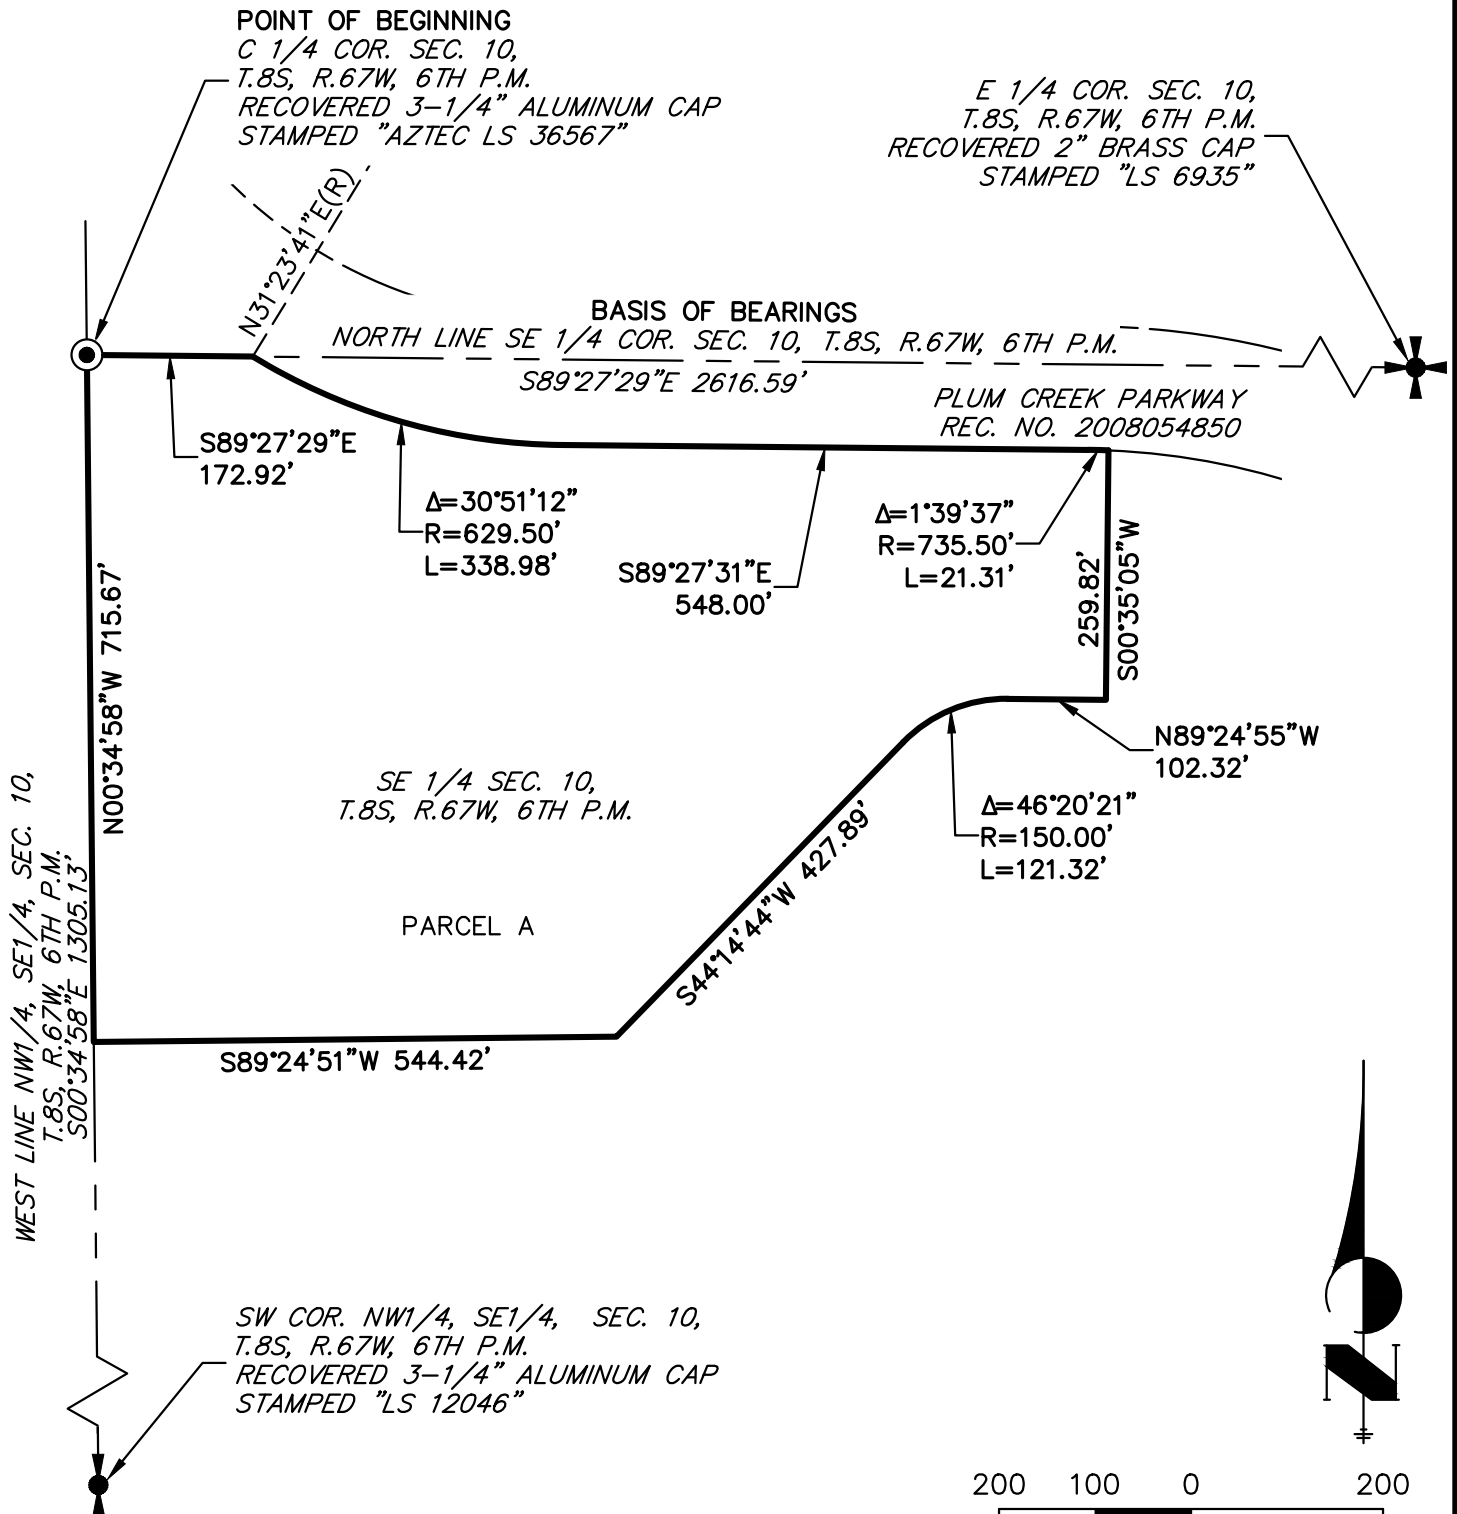 POINT OF BEGINNING
C 1/4 COR. SEC. 10,
T.8S, R.67W, 6TH P.M.
RECOVERED 3-1/4" ALUMINUM CAP
STAMPED "AZTEC LS 36567"
E 1/4 COR. SEC. 10,
T.8S, R.67W, 6TH P.M.
RECOVERED 2" BRASS CAP
STAMPED "LS 6935"
N31°23'41"E(R)
BASIS OF BEARINGS
NORTH LINE SE 1/4 COR. SEC. 10, T.8S, R.67W, 6TH P.M.
S89°27'29"E 2616.59'
PLUM CREEK PARKWAY
REC. NO. 2008054850
S89°27'29"E
172.92'
Δ=30°51'12"
R=629.50'
L=338.98'
S89°27'31"E
548.00'
Δ=1°39'37"
R=735.50'
L=21.31'
259.82'
S00°35'05"W
N00°34'58"W 715.67'
N89°24'55"W
102.32'
Δ=46°20'21"
R=150.00'
L=121.32'
SE 1/4 SEC. 10,
T.8S, R.67W, 6TH P.M.
S44°14'44"W 427.89'
PARCEL A
S89°24'51"W 544.42'
WEST LINE NW1/4, SE1/4, SEC. 10,
T.8S, R.67W, 6TH P.M.
S00°34'58"E 1305.13'
SW COR. NW1/4, SE1/4, SEC. 10,
T.8S, R.67W, 6TH P.M.
RECOVERED 3-1/4" ALUMINUM CAP
STAMPED "LS 12046"
N
200 100 0 200